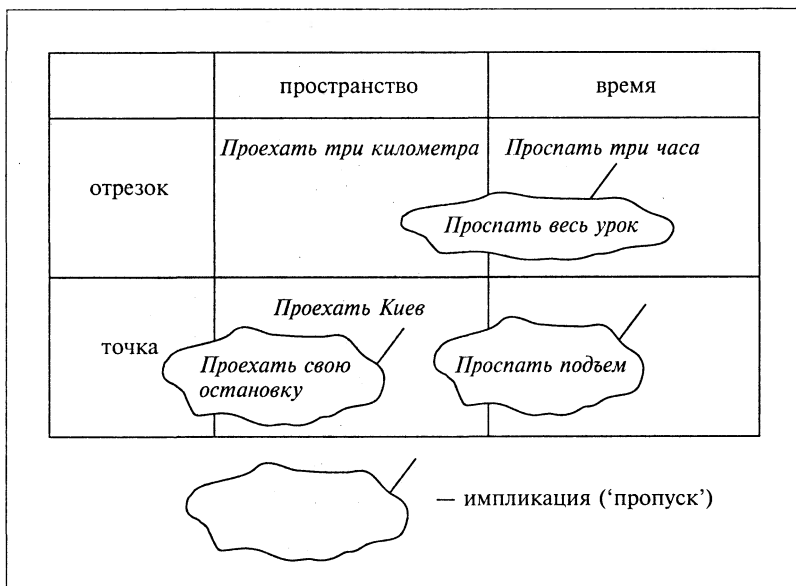 пространство
время
отрезок
Проехать три километра
Проспать три часа
Проспать весь урок
точка
Проехать Киев
Проехать свою
остановку
Проспать подъем
— импликация (‘пропуск’)